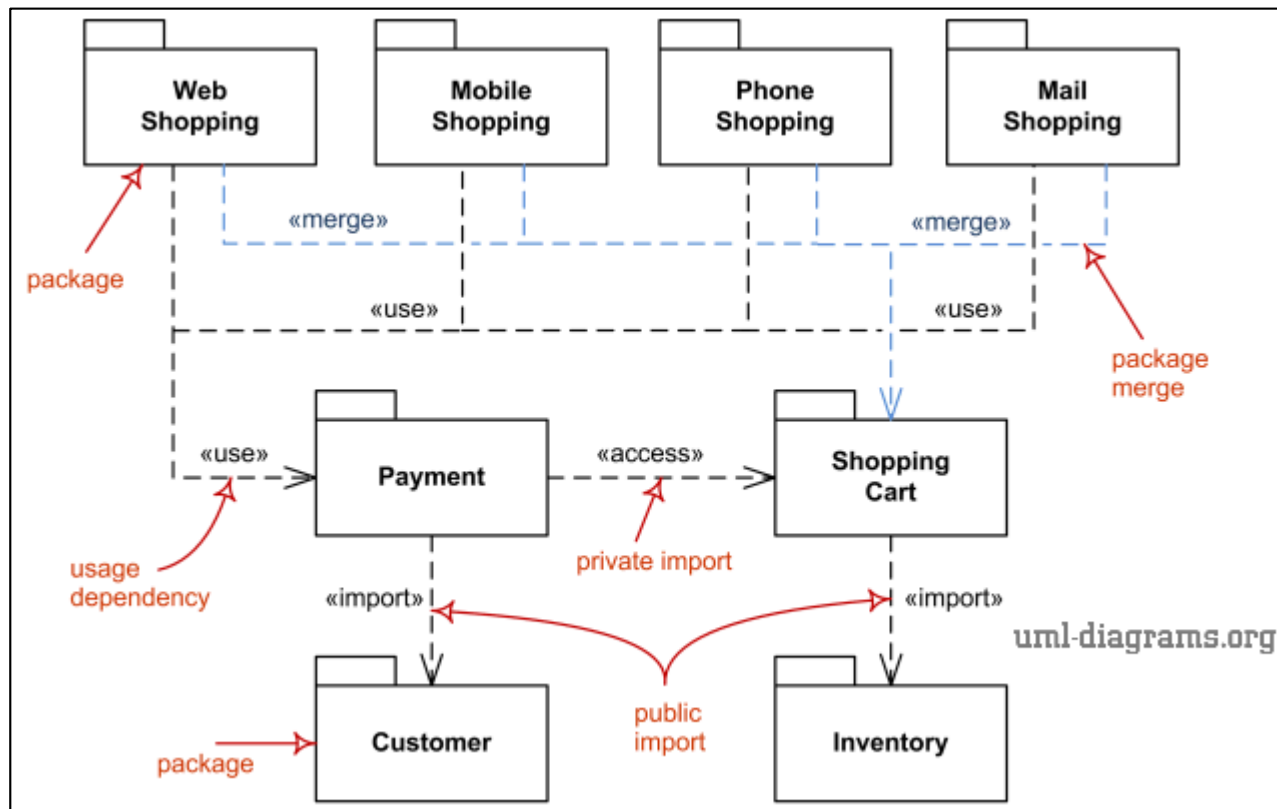 Web
Shopping
Mobile
Shopping
Phone
Shopping
Mail
Shopping
«merge»
«merge»
package
«use»
«use»
package
merge
«use»
Payment
«access»
Shopping
Cart
usage
dependency
private import
«import»
«import»
uml-diagrams.org
public
import
Customer
Inventory
package